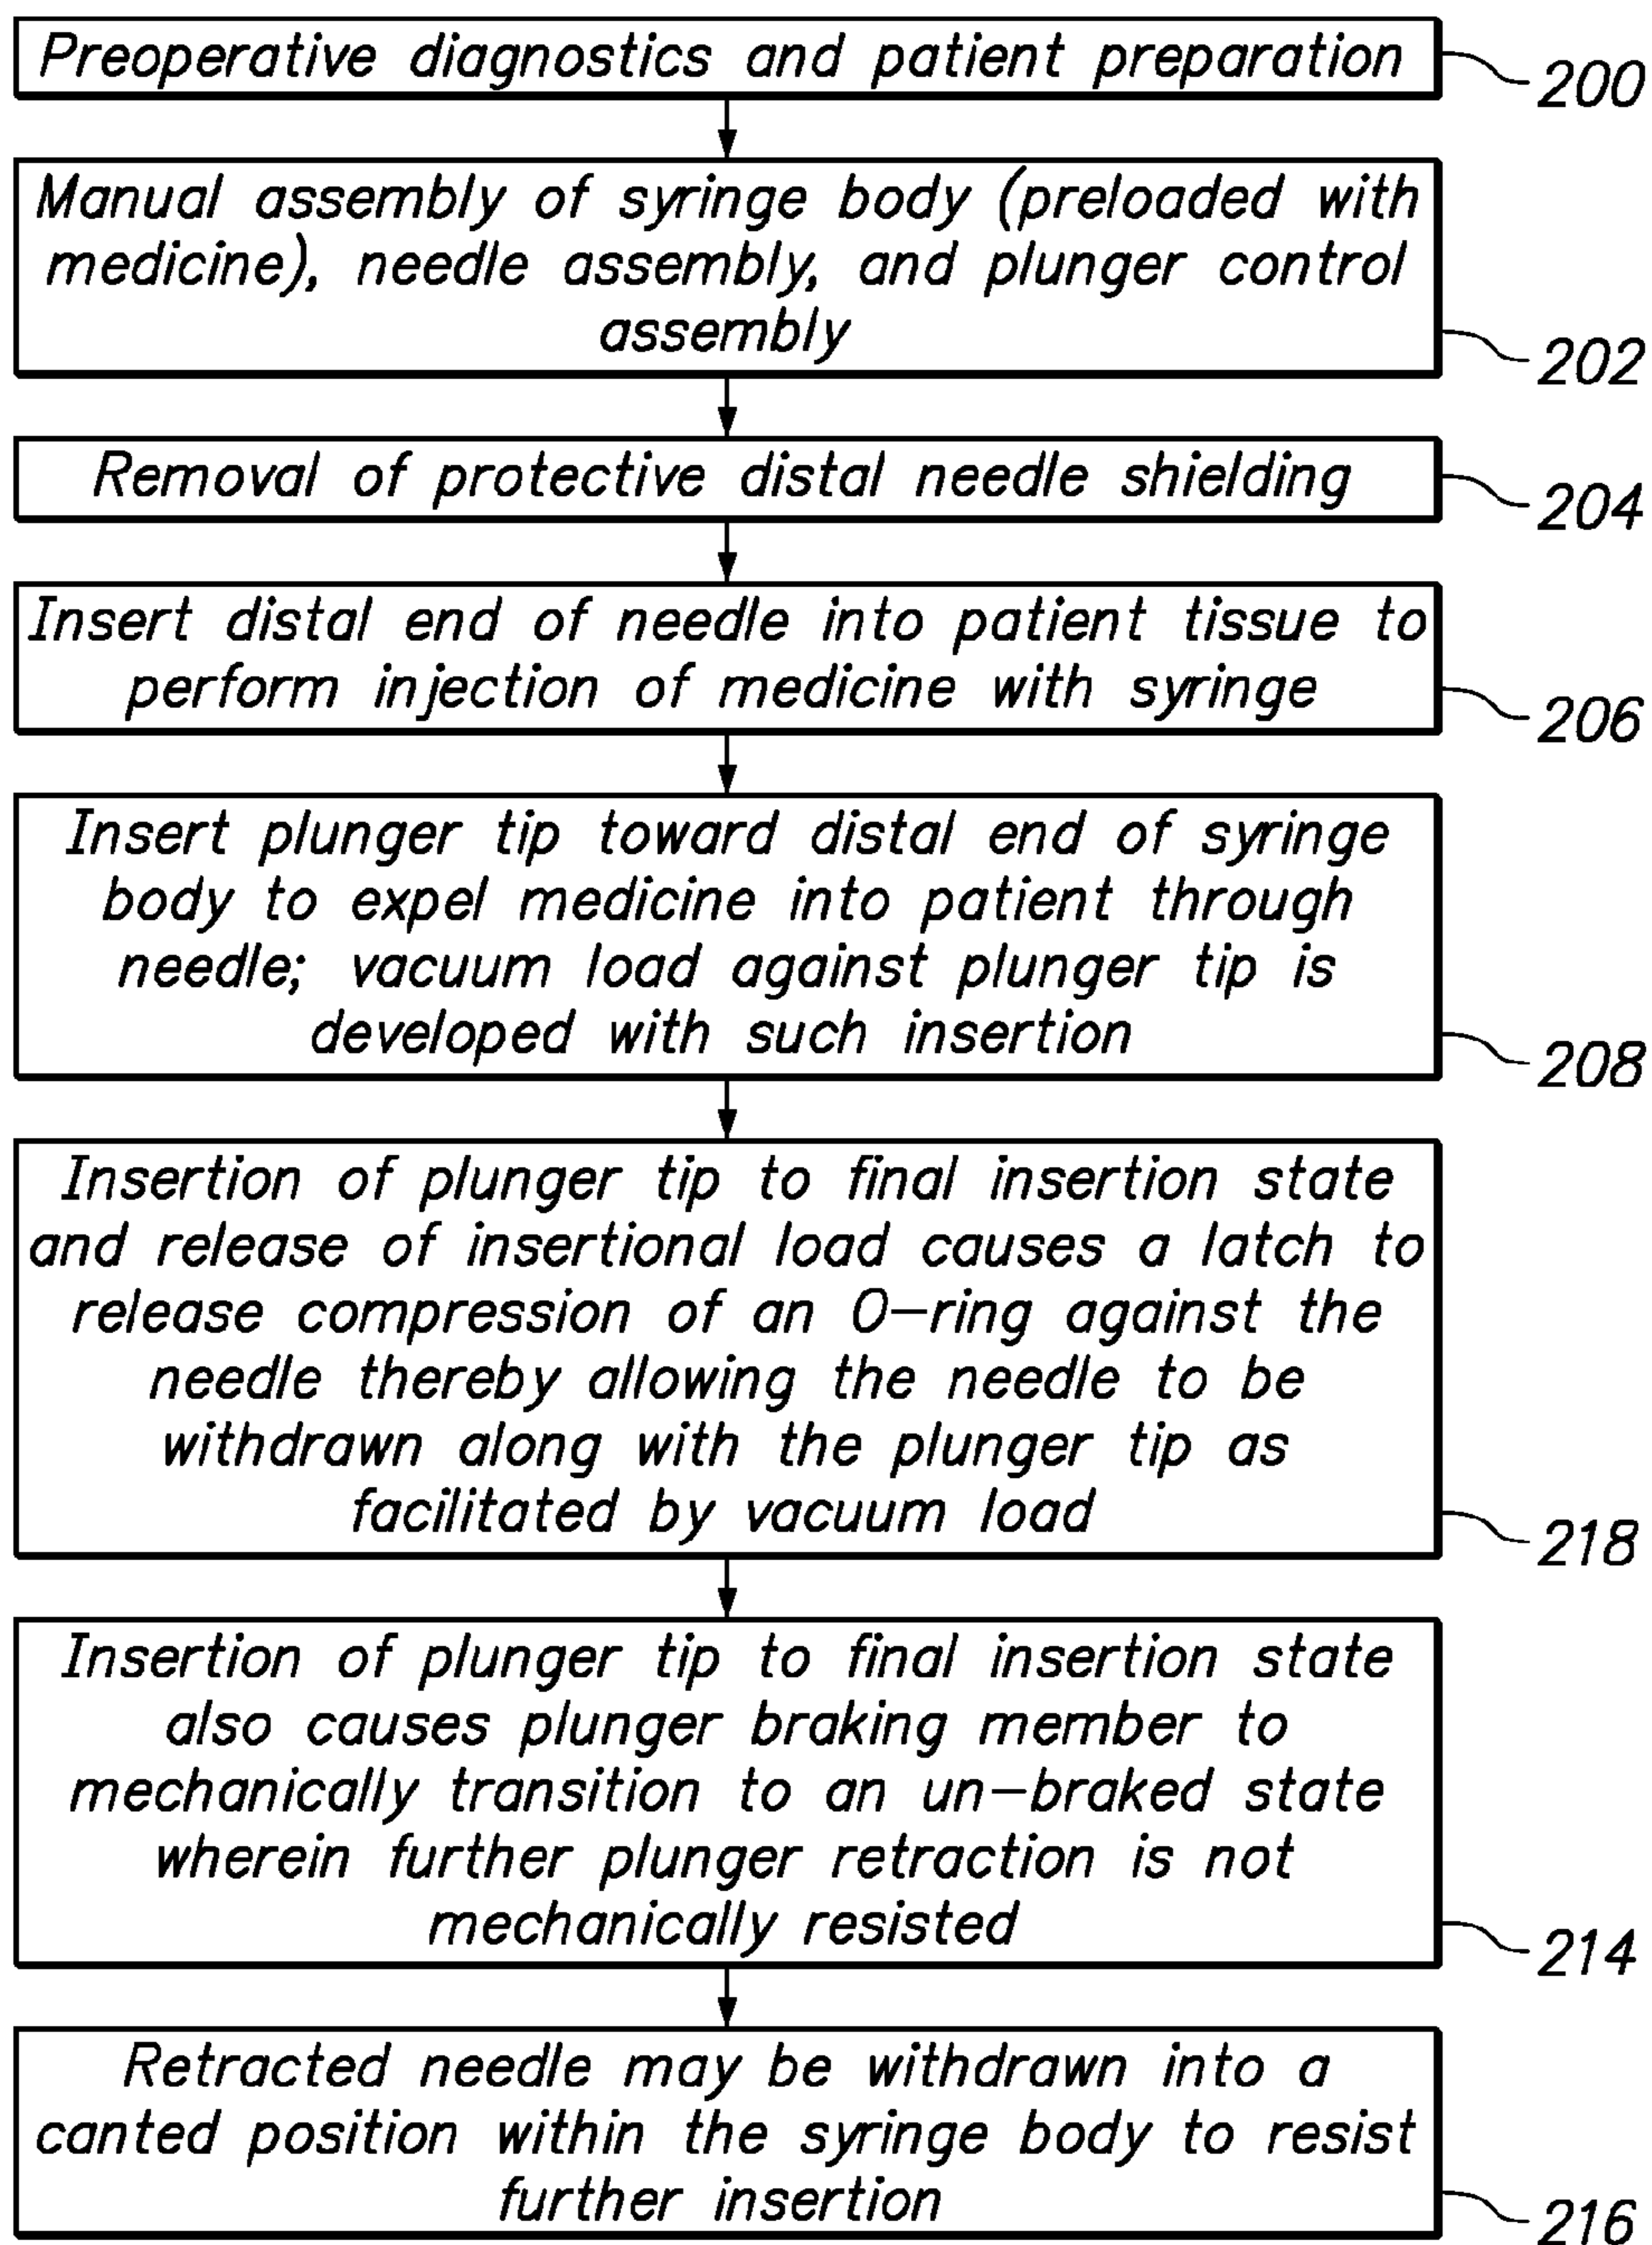 Preoperative diagnostics and patient preparation
200
Manual assembly of syringe body (preloaded with
medicine), needle assembly, and plunger control
assembly
202
Removal of protective distal needle shielding
204
Insert distal end of needle into patient tissue to
perform injection of medicine with syringe
206
Insert plunger tip toward distal end of syringe
body to expel medicine into patient through
needle; vacuum load against plunger tip is
developed with such insertion
208
Insertion of plunger tip to final insertion state
and release of insertional load causes a latch to
release compression of an O-ring against the
needle thereby allowing the needle to be
withdrawn along with the plunger tip as
facilitated by vacuum load
218
Insertion of plunger tip to final insertion state
also causes plunger braking member to
mechanically transition to an un-braked state
wherein further plunger retraction is not
mechanically resisted
214
Retracted needle may be withdrawn into a
canted position within the syringe body to resist
further insertion
216